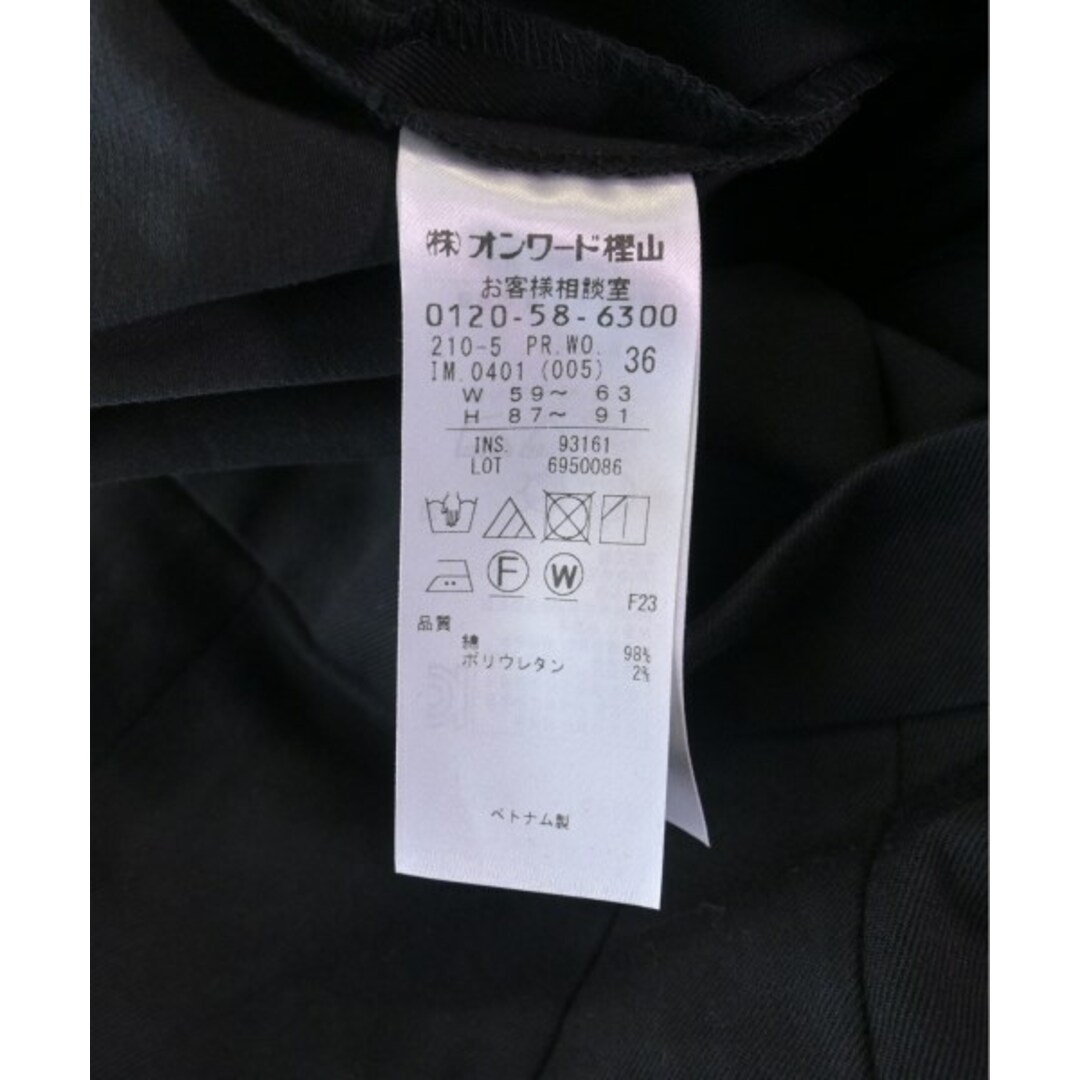 ㈱オンワード樫山
お客様相談室
0120-58-6300
210-5 PR.WO. 36
IM.0401 (005)
W 59～ 63
H 87～ 91
INS. 93161
LOT 6950086
F W
F23
品質
綿 98%
ポリウレタン 2%
ベトナム製